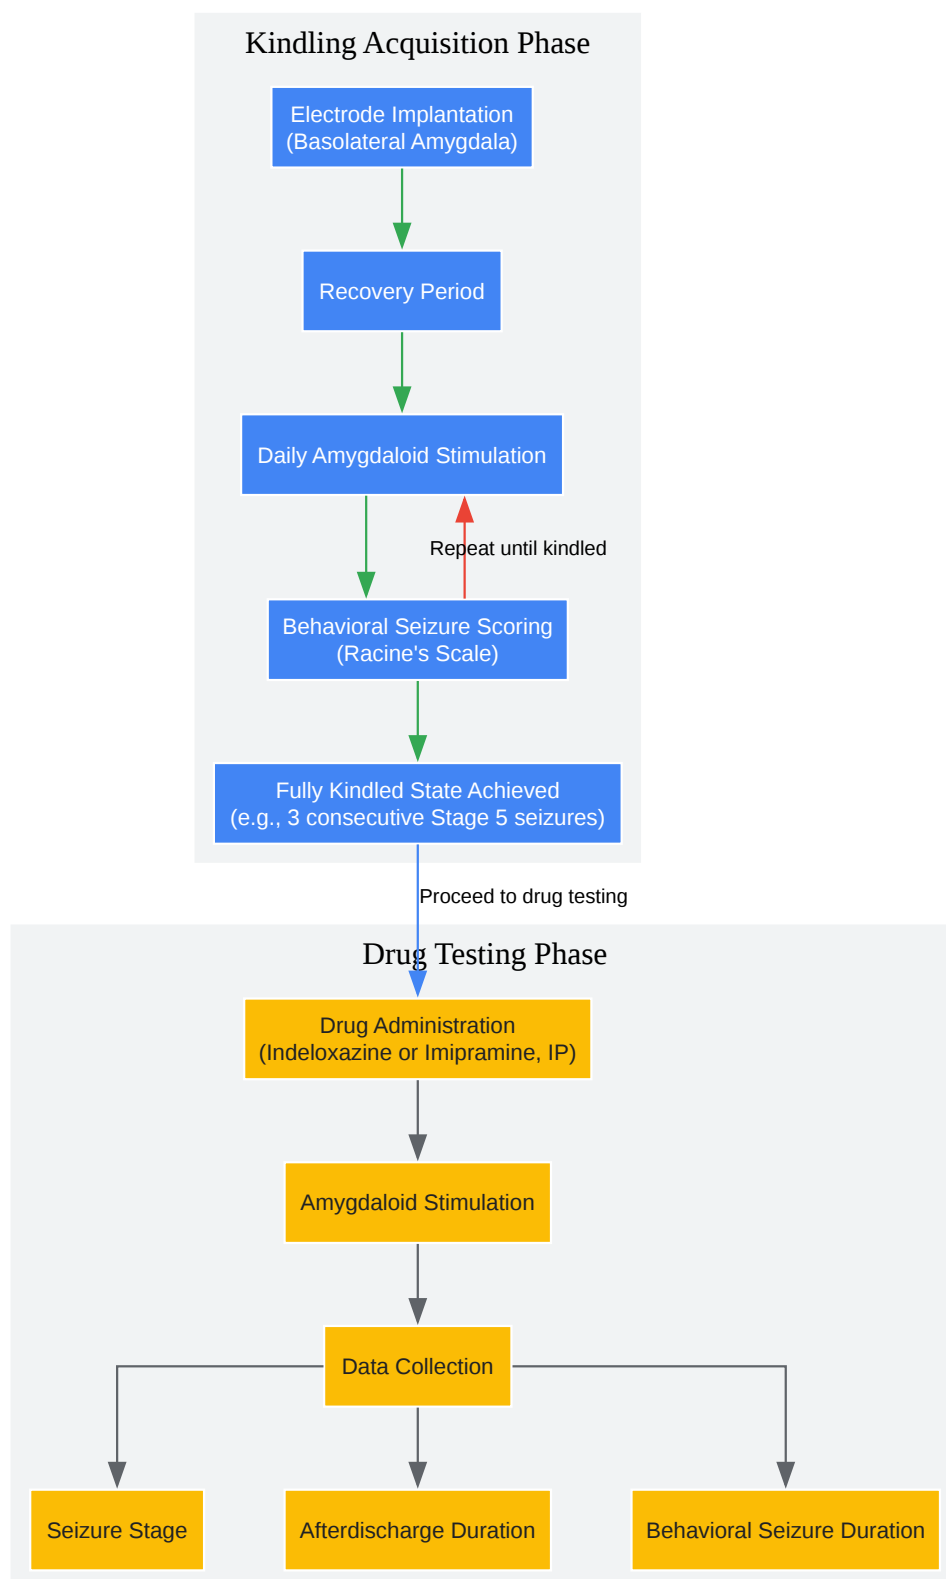 Kindling Acquisition Phase
Electrode Implantation
(Basolateral Amygdala)
Recovery Period
Daily Amygdaloid Stimulation
Repeat until kindled
Behavioral Seizure Scoring
(Racine's Scale)
Fully Kindled State Achieved
(e.g., 3 consecutive Stage 5 seizures)
Proceed to drug testing
Drug Testing Phase
Drug Administration
(Indeloxazine or Imipramine, IP)
Amygdaloid Stimulation
Data Collection
Seizure Stage
Afterdischarge Duration
Behavioral Seizure Duration